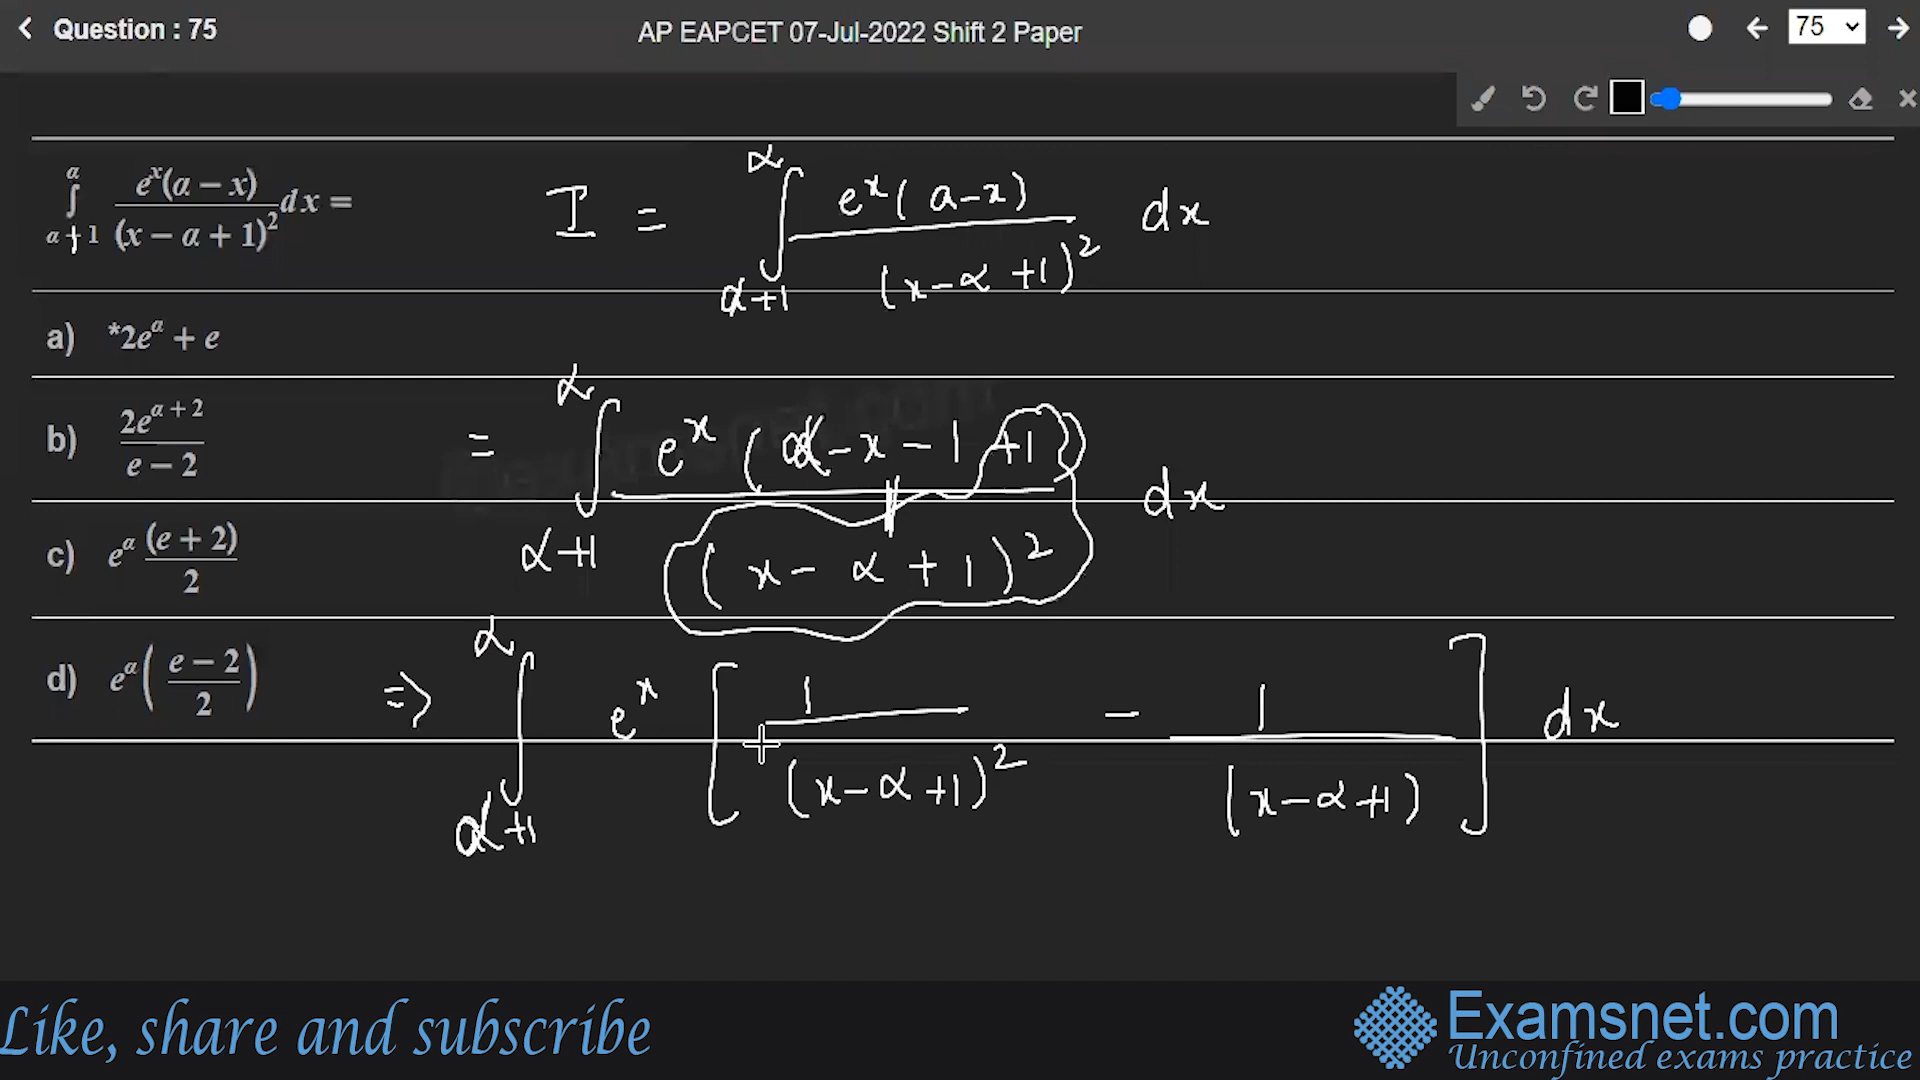 Question : 75
AP EAPCET 07-Jul-2022 Shift 2 Paper
75
∫_{α+1}^{α} e^x(α − x)/(x − α + 1)^2 dx =
I = ∫_{α+1}^{α} e^x(a-x)/(x-α+1)^2 dx
a) *2e^α + e
b) 2e^{α + 2}/e − 2
= ∫_{α+1}^{α} e^x(α-x-1+1)/(x-α+1)^2 dx
c) e^α (e + 2)/2
d) e^α((e − 2)/2)
=> ∫_{α+1}^{α} e^x [1/(x-α+1)^2 - 1/(x-α+1)] dx
Like, share and subscribe
Examsnet.com
Unconfined exams practice